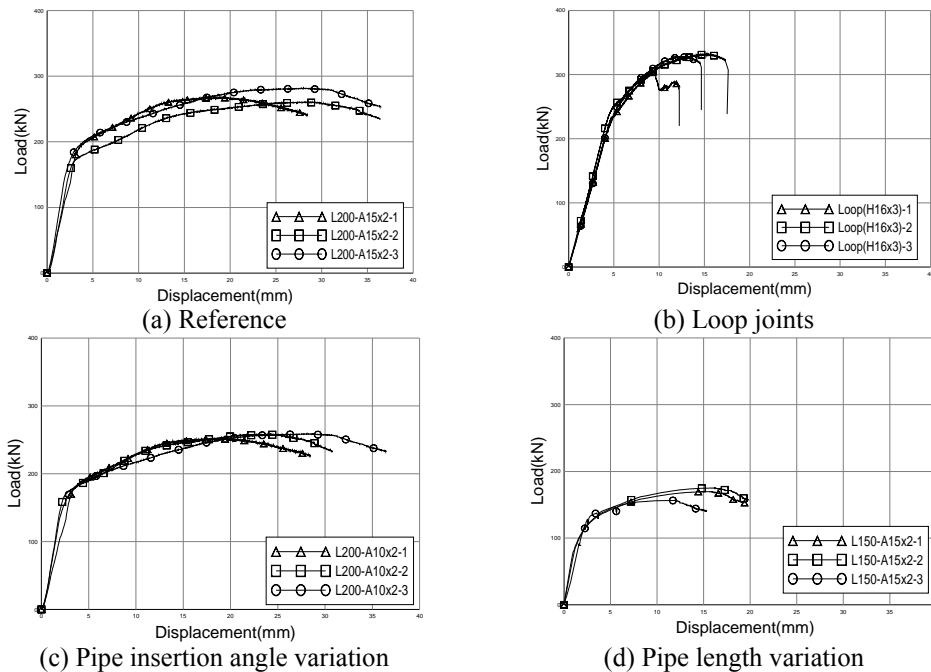 400
300
200
100
0
Load(kN)
0 5 10 15 20 25 30 35 40
Displacement(mm)
L200-A15x2-1
L200-A15x2-2
L200-A15x2-3
(a) Reference
400
300
200
100
0
Load(kN)
0 5 10 15 20 25 30 35 40
Displacement(mm)
Loop(H16x3)-1
Loop(H16x3)-2
Loop(H16x3)-3
(b) Loop joints
400
300
200
100
0
Load(kN)
0 5 10 15 20 25 30 35 40
Displacement(mm)
L200-A10x2-1
L200-A10x2-2
L200-A10x2-3
(c) Pipe insertion angle variation
400
300
200
100
0
Load(kN)
0 5 10 15 20 25 30 35
Displacement(mm)
L150-A15x2-1
L150-A15x2-2
L150-A15x2-3
(d) Pipe length variation